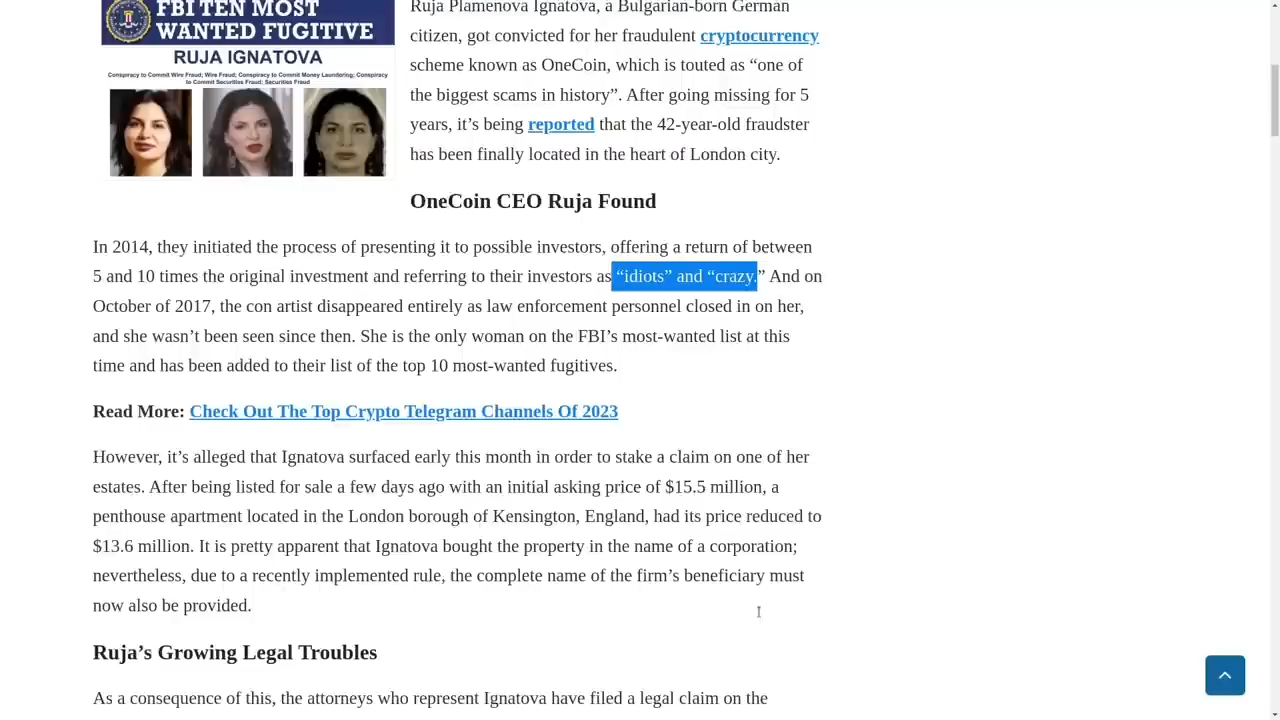 FBI TEN MOST
WANTED FUGITIVE
RUJA IGNATOVA
Conspiracy to Commit Wire Fraud; Wire Fraud; Conspiracy to Commit Money Laundering; Conspiracy
to Commit Securities Fraud; Securities Fraud
Ruja Plamenova Ignatova, a Bulgarian-born German
citizen, got convicted for her fraudulent cryptocurrency
scheme known as OneCoin, which is touted as “one of
the biggest scams in history”. After going missing for 5
years, it’s being reported that the 42-year-old fraudster
has been finally located in the heart of London city.
OneCoin CEO Ruja Found
In 2014, they initiated the process of presenting it to possible investors, offering a return of between
5 and 10 times the original investment and referring to their investors as “idiots” and “crazy.” And on
October of 2017, the con artist disappeared entirely as law enforcement personnel closed in on her,
and she wasn’t been seen since then. She is the only woman on the FBI’s most-wanted list at this
time and has been added to their list of the top 10 most-wanted fugitives.
Read More: Check Out The Top Crypto Telegram Channels Of 2023
However, it’s alleged that Ignatova surfaced early this month in order to stake a claim on one of her
estates. After being listed for sale a few days ago with an initial asking price of $15.5 million, a
penthouse apartment located in the London borough of Kensington, England, had its price reduced to
$13.6 million. It is pretty apparent that Ignatova bought the property in the name of a corporation;
nevertheless, due to a recently implemented rule, the complete name of the firm’s beneficiary must
now also be provided.
Ruja’s Growing Legal Troubles
As a consequence of this, the attorneys who represent Ignatova have filed a legal claim on the